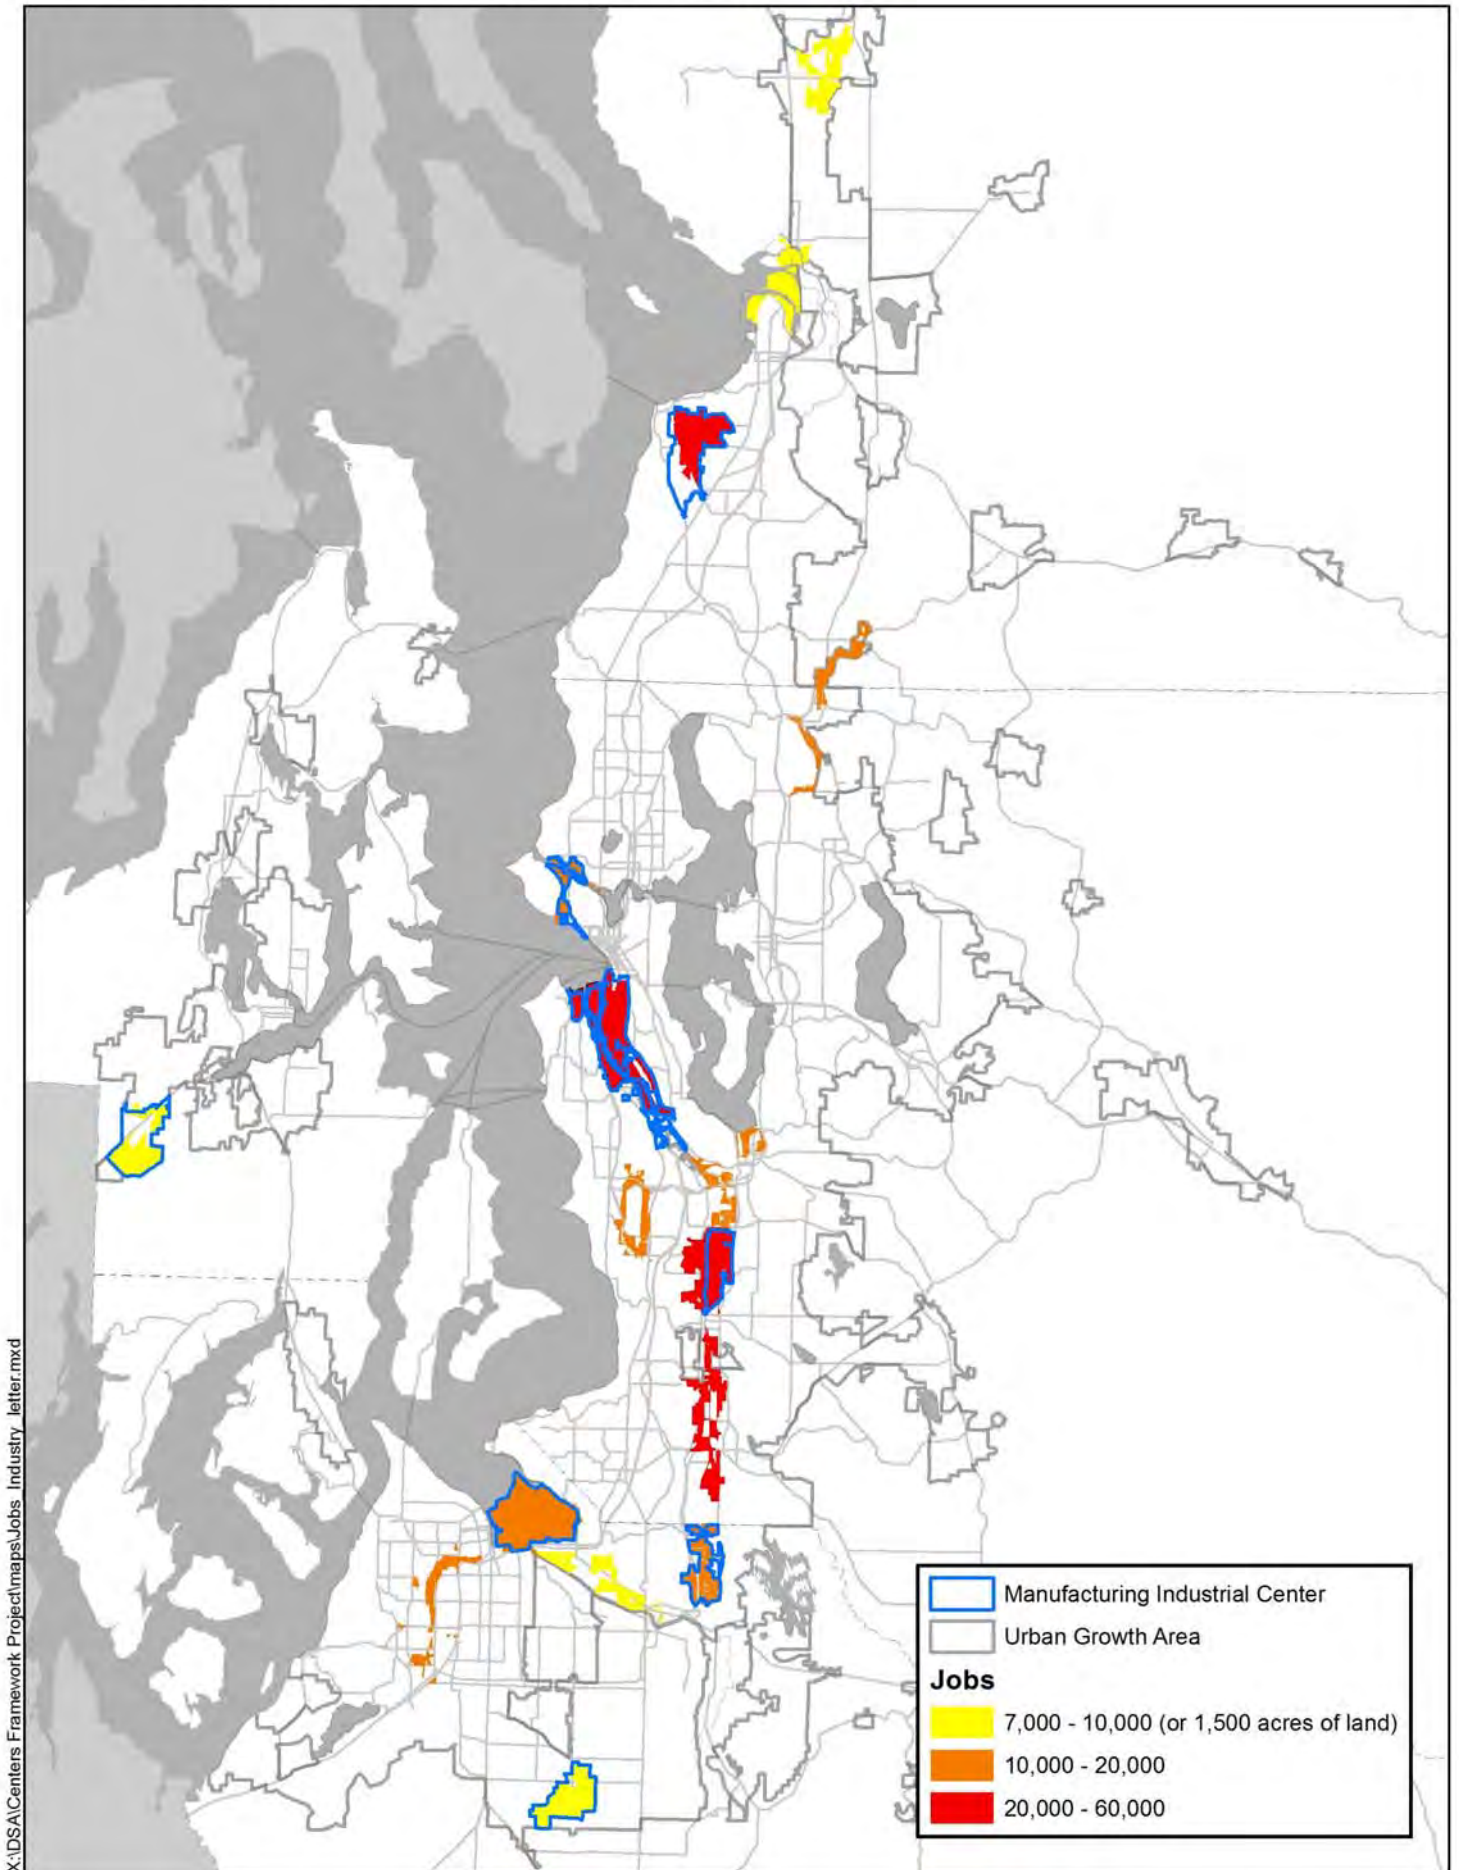 X:\DSA\Centers Framework Project\maps\Jobs_Industry_letter.mxd
Manufacturing Industrial Center
Urban Growth Area
Jobs
7,000 - 10,000 (or 1,500 acres of land)
10,000 - 20,000
20,000 - 60,000